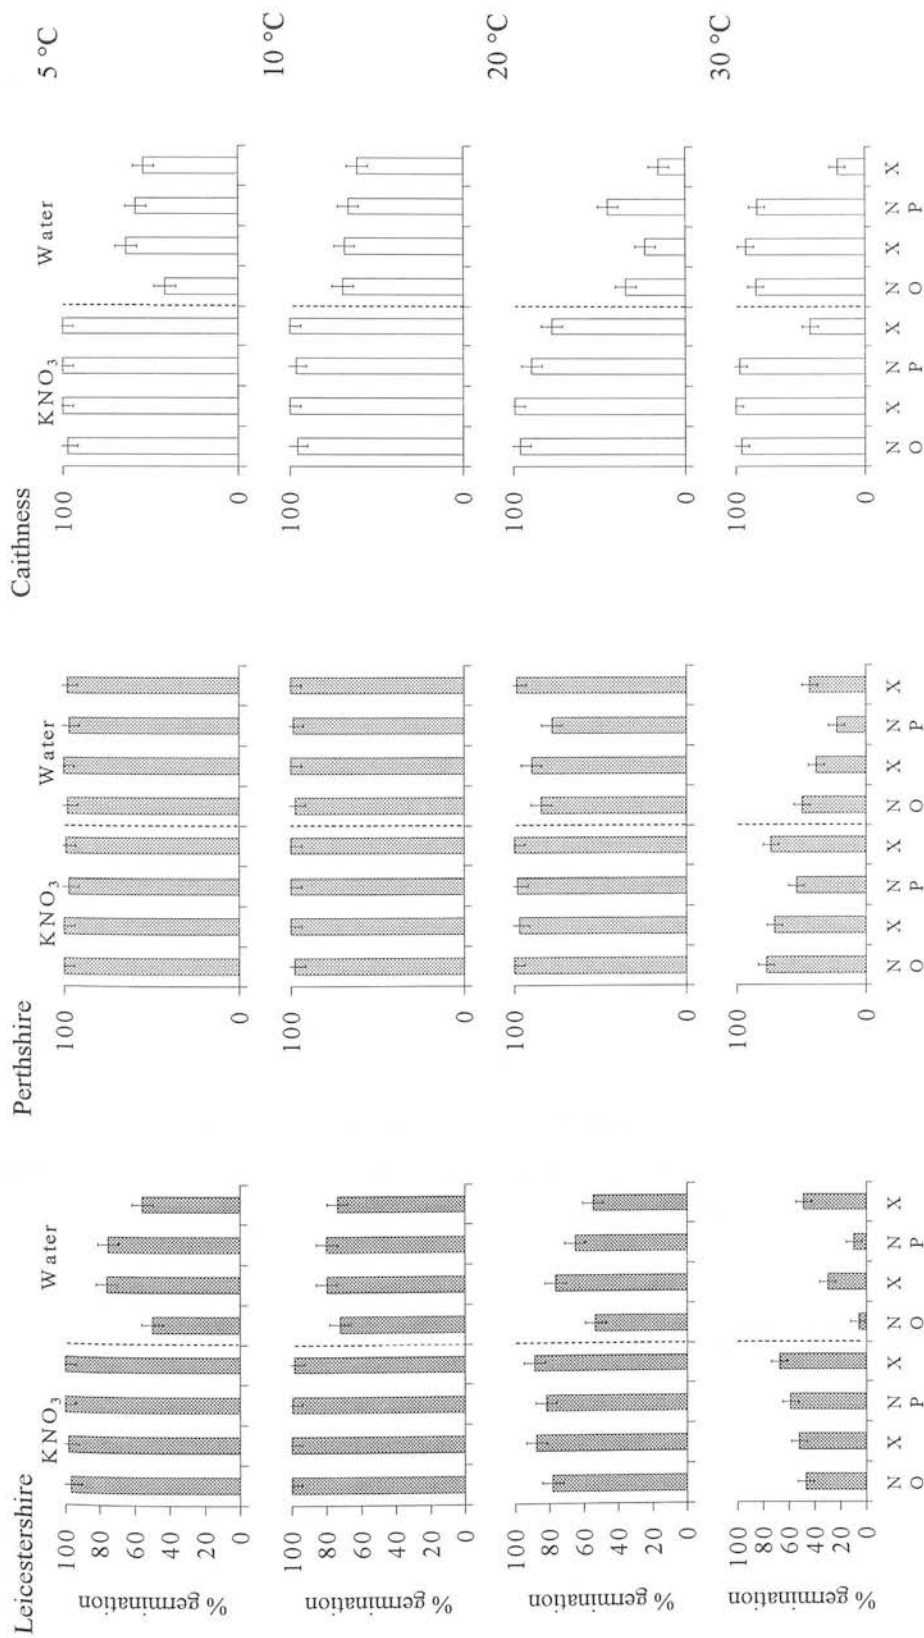 Leicestershire Perthshire Caithness
KNO3 Water KNO3 Water KNO3 Water
% germination 100 80 60 40 20 0 100 0 100 0 5 °C
% germination 100 80 60 40 20 0 100 0 100 0 10 °C
% germination 100 80 60 40 20 0 100 0 100 0 20 °C
% germination 100 80 60 40 20 0 100 0 100 0 30 °C
N X N X N X N X N X N X N X N X N X N X N X N X
O P O P O P O P O P O P